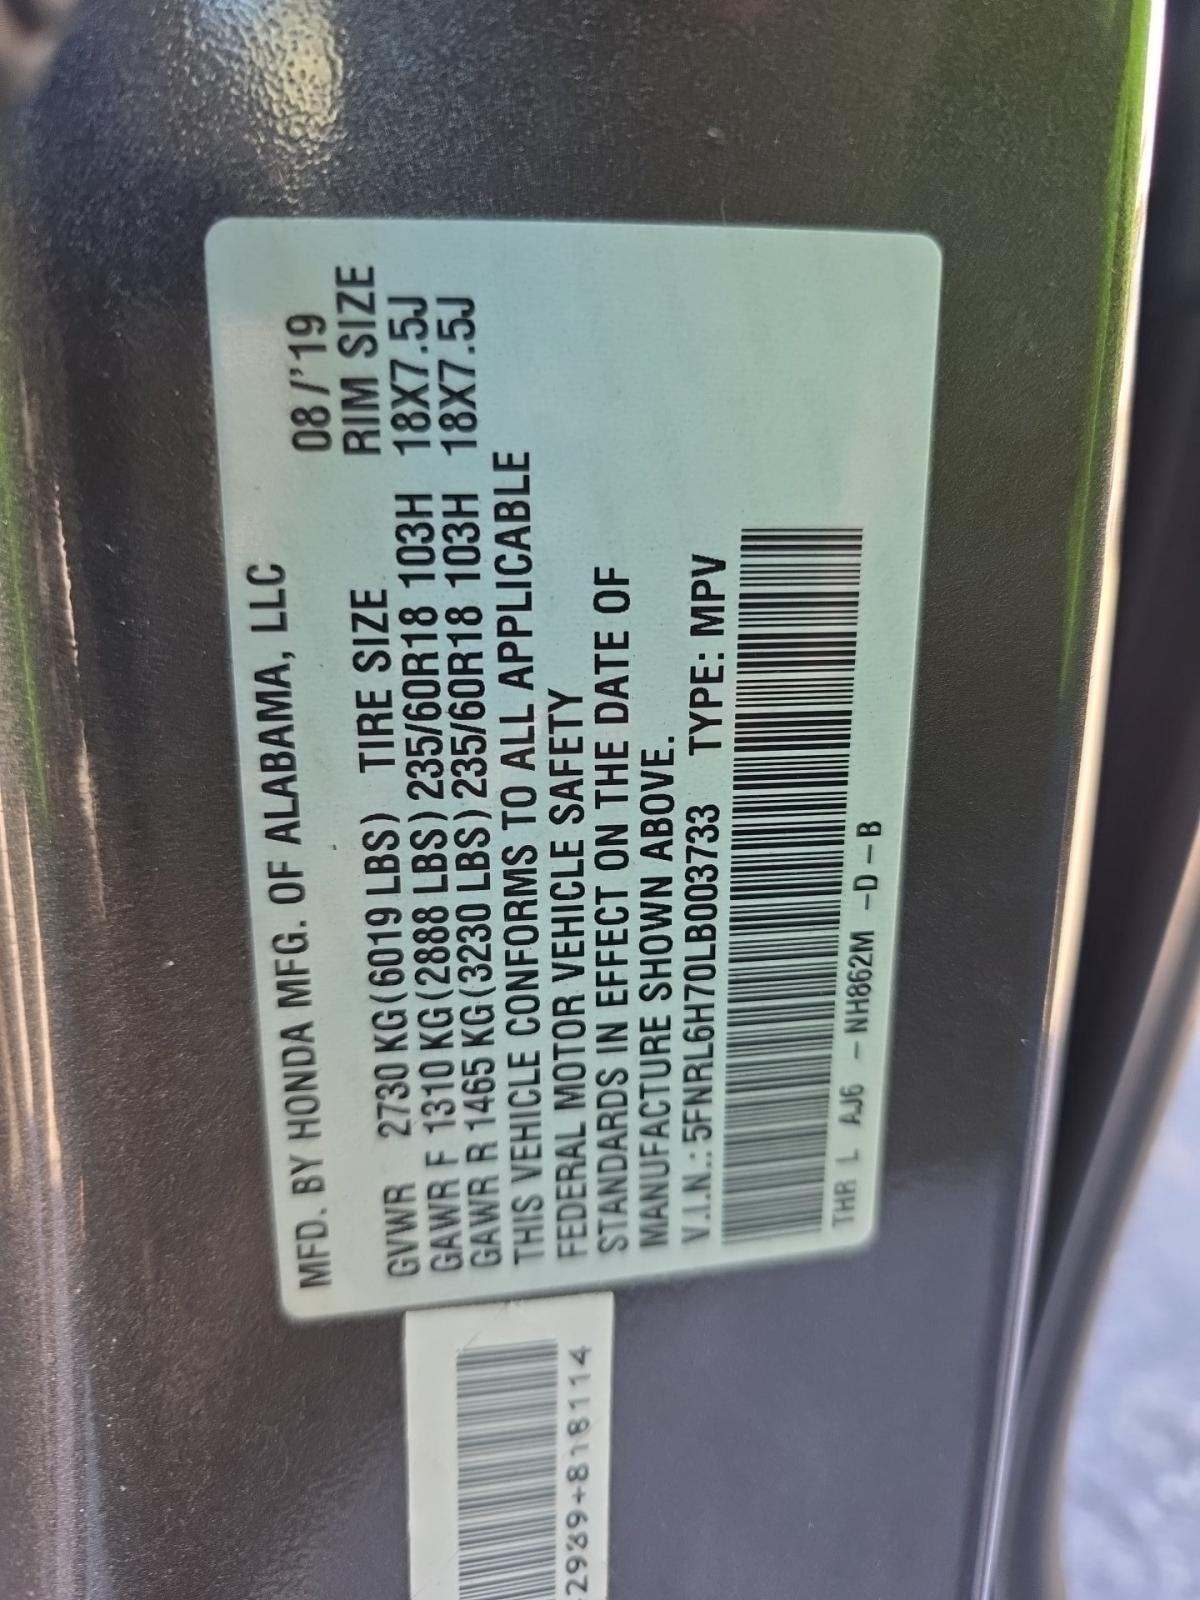 MFD. BY HONDA MFG. OF ALABAMA, LLC
08/'19
GVWR 2730 KG(6019 LBS) TIRE SIZE RIM SIZE
GAWR F 1310 KG(2888 LBS) 235/60R18 103H 18X7.5J
GAWR R 1465 KG(3230 LBS) 235/60R18 103H 18X7.5J
THIS VEHICLE CONFORMS TO ALL APPLICABLE
FEDERAL MOTOR VEHICLE SAFETY
STANDARDS IN EFFECT ON THE DATE OF
MANUFACTURE SHOWN ABOVE.
V.I.N.: 5FNRL6H70LB003733 TYPE: MPV
THR L AJ6 -NH862M -D-B
2989+818114